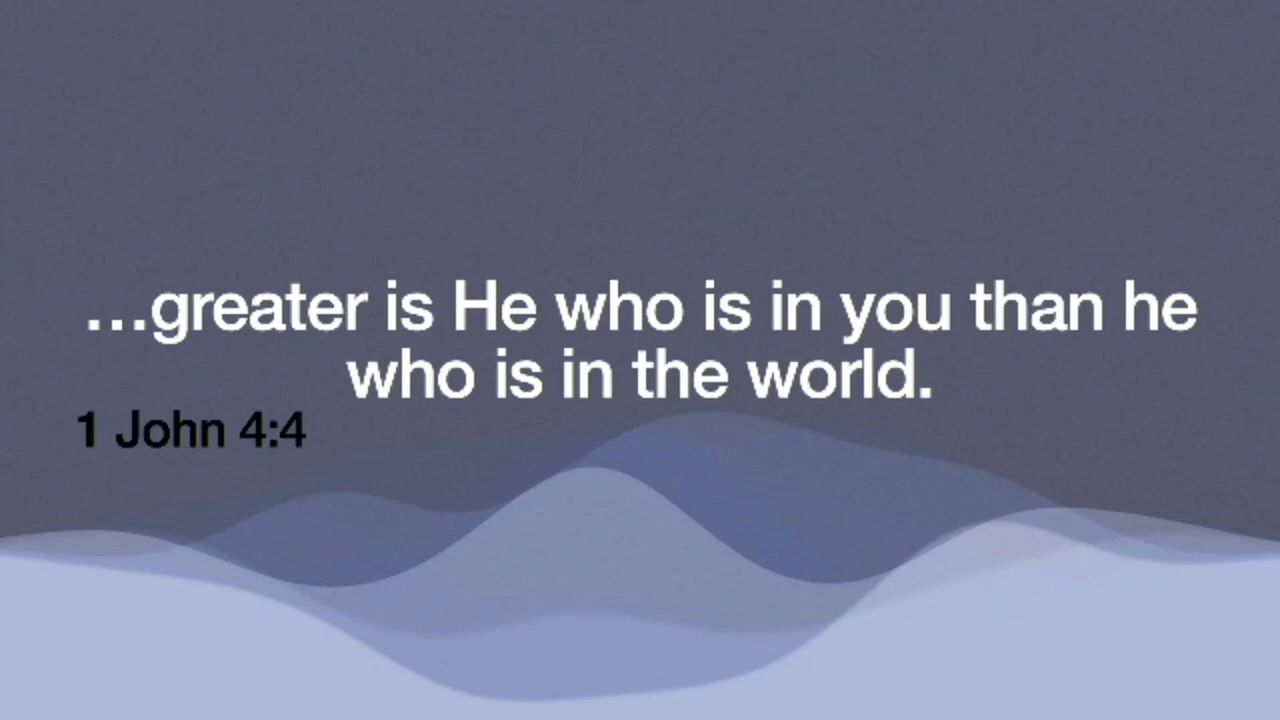 …greater is He who is in you than he
who is in the world.
1 John 4:4